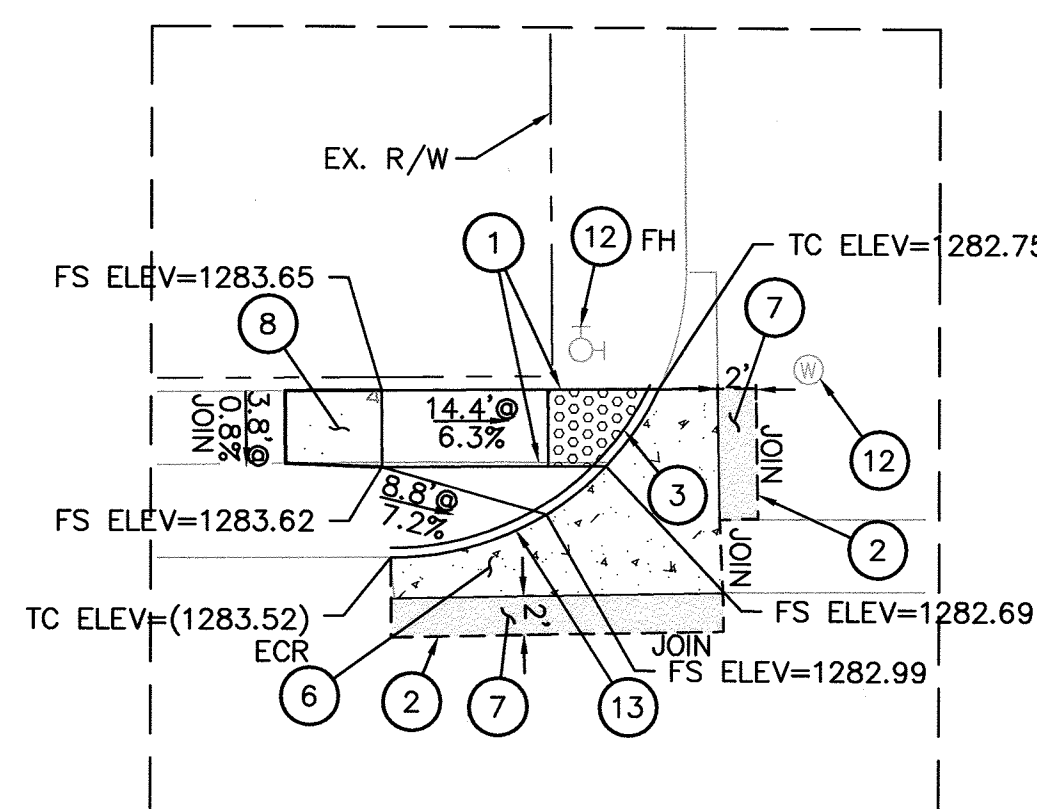 EX. R/W
1
12
FH
TC ELEV=1282.75
FS ELEV=1283.65
8
7
2'
W
3.8'@
0.8%
JOIN
14.4'@
6.3%
JOIN
12
3
8.8'@
7.2%
FS ELEV=1283.62
2
JOIN
TC ELEV=(1283.52)
ECR
2'
FS ELEV=1282.69
JOIN
FS ELEV=1282.99
6
2
7
13